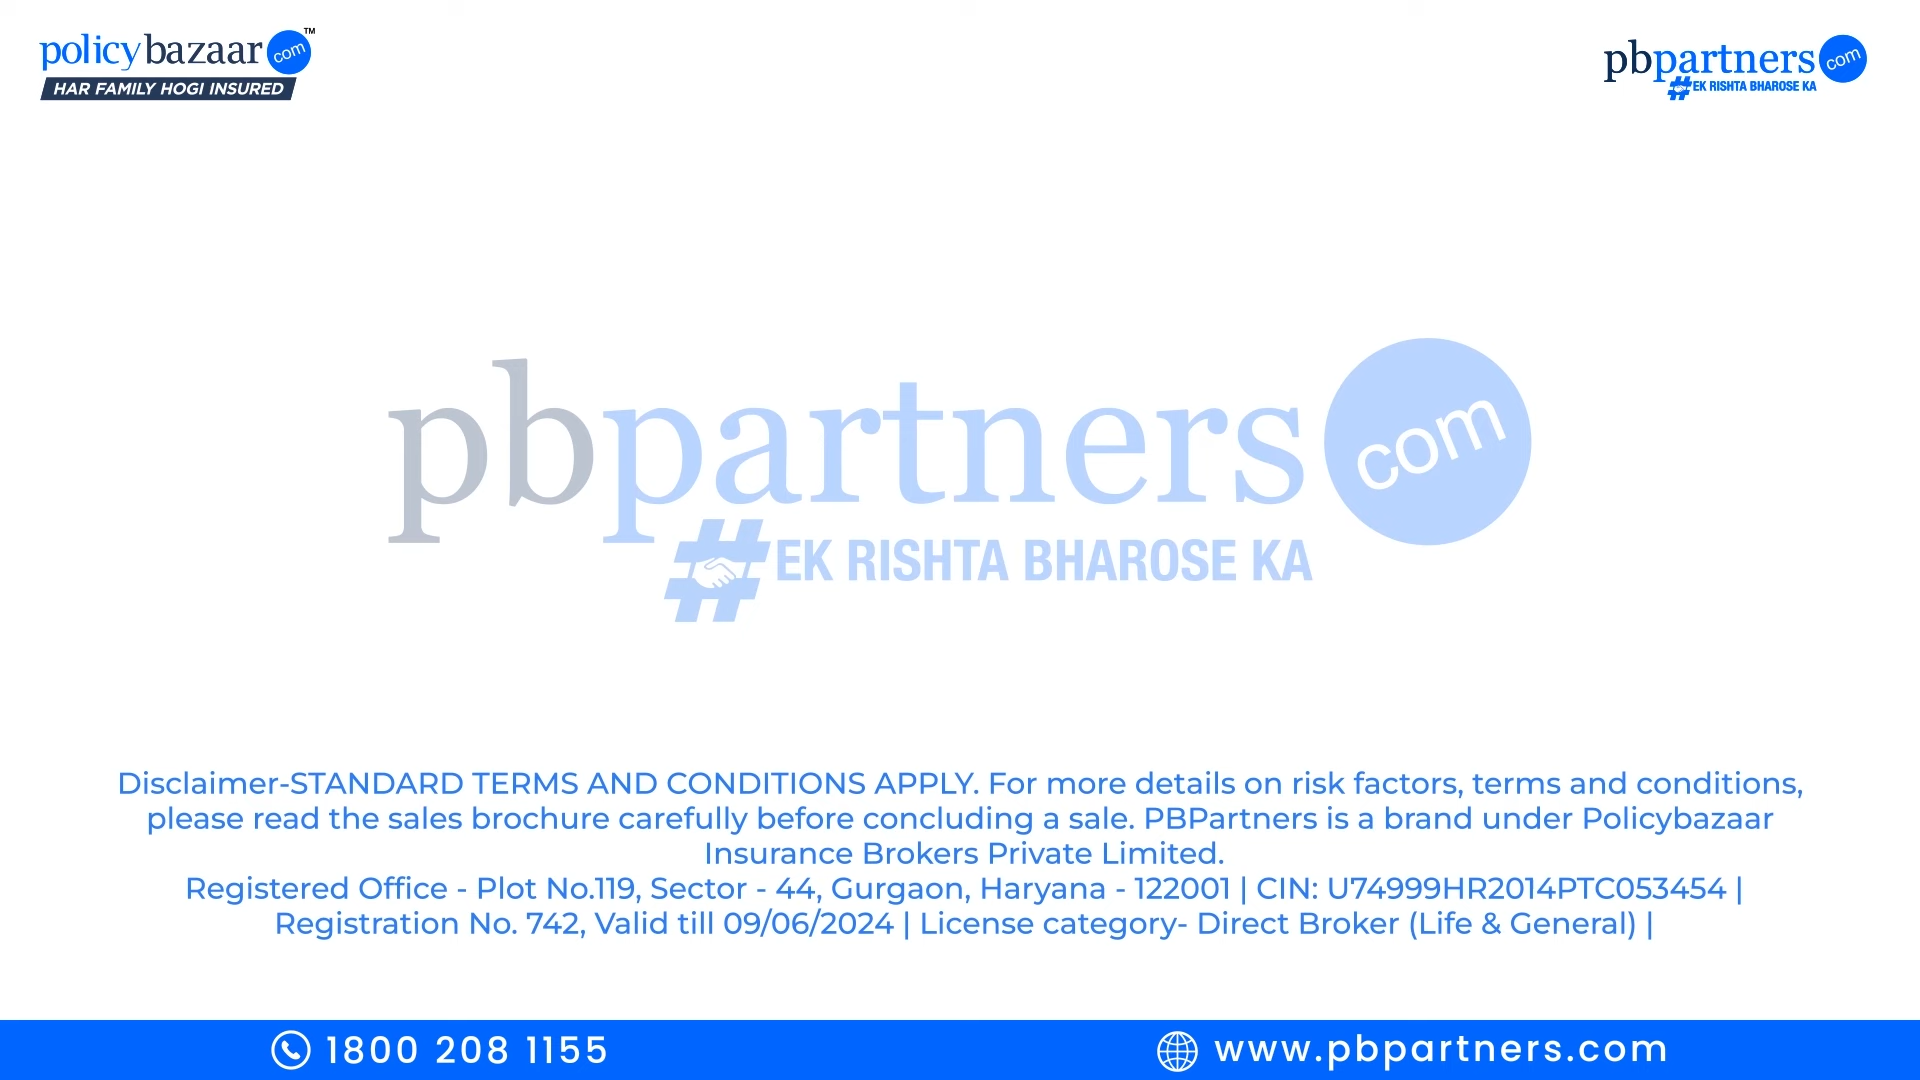 policybazaar.com™
HAR FAMILY HOGI INSURED
pbpartners.com
#EK RISHTA BHAROSE KA
pbpartners.com
#EK RISHTA BHAROSE KA
Disclaimer-STANDARD TERMS AND CONDITIONS APPLY. For more details on risk factors, terms and conditions,
please read the sales brochure carefully before concluding a sale. PBPartners is a brand under Policybazaar
Insurance Brokers Private Limited.
Registered Office - Plot No.119, Sector - 44, Gurgaon, Haryana - 122001 | CIN: U74999HR2014PTC053454 |
Registration No. 742, Valid till 09/06/2024 | License category- Direct Broker (Life & General) |
1800 208 1155
www.pbpartners.com